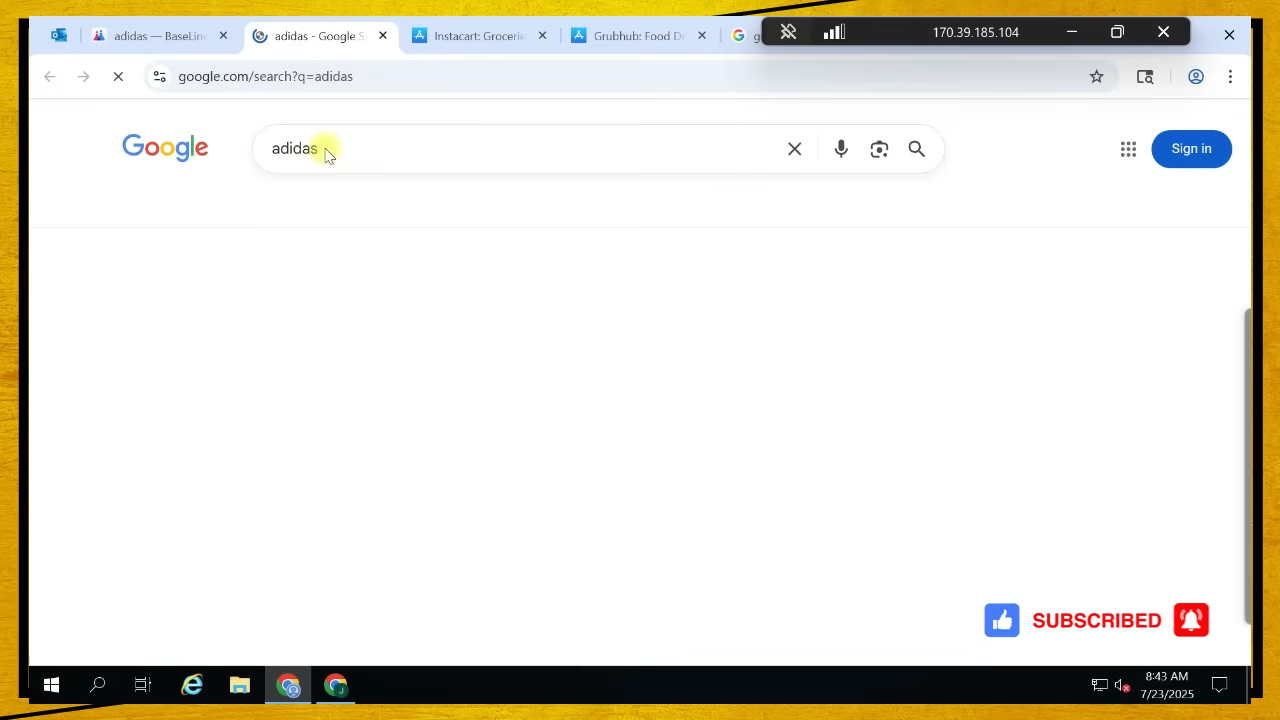 adidas — BaseLin
adidas - Google S
Instacart: Grocerie
Grubhub: Food D
g
170.39.185.104
google.com/search?q=adidas
Google
adidas
Sign in
SUBSCRIBED
8:43 AM
7/23/2025